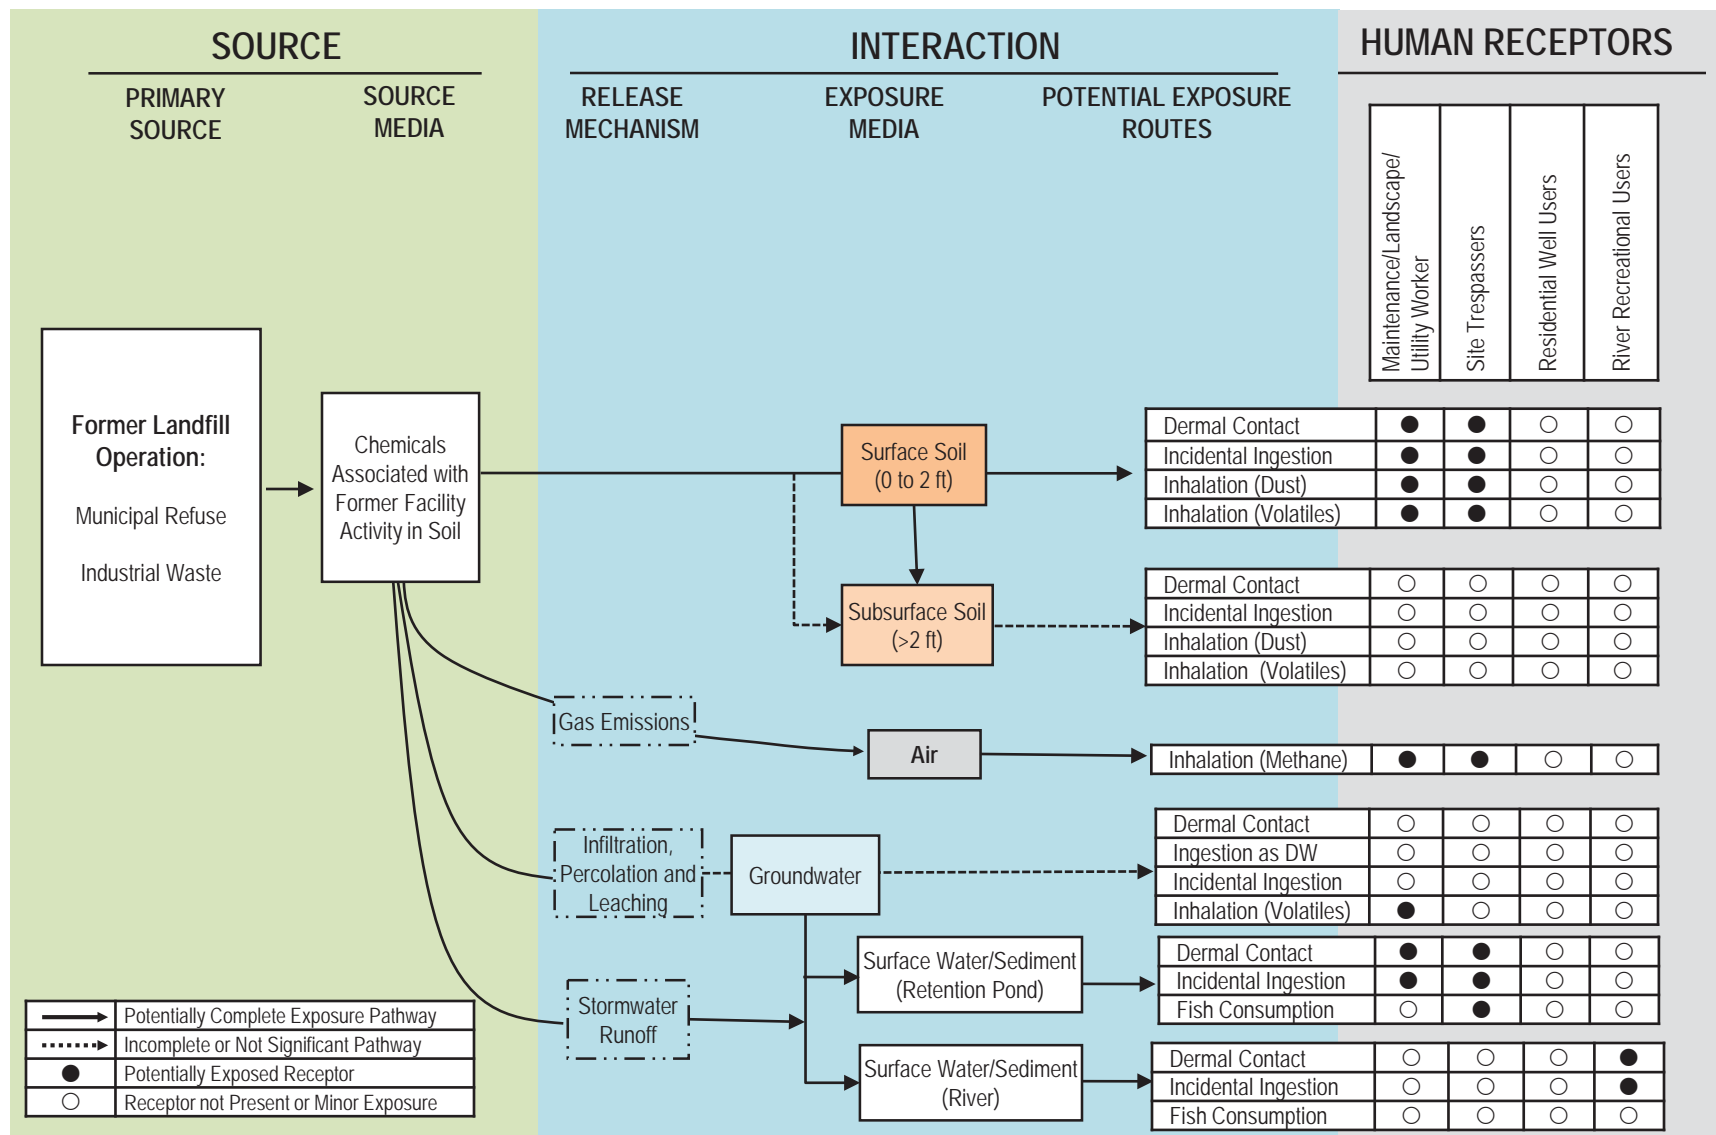 SOURCE
INTERACTION
HUMAN RECEPTORS
PRIMARY
SOURCE
SOURCE
MEDIA
RELEASE
MECHANISM
EXPOSURE
MEDIA
POTENTIAL EXPOSURE
ROUTES
Maintenance/Landscape/
Utility Worker
Site Trespassers
Residential Well Users
River Recreational Users
Former Landfill
Operation:
Municipal Refuse
Industrial Waste
Chemicals
Associated with
Former Facility
Activity in Soil
Surface Soil
(0 to 2 ft)
Dermal Contact
Incidental Ingestion
Inhalation (Dust)
Inhalation (Volatiles)
Subsurface Soil
(>2 ft)
Dermal Contact
Incidental Ingestion
Inhalation (Dust)
Inhalation (Volatiles)
Gas Emissions
Air
Inhalation (Methane)
Infiltration,
Percolation and
Leaching
Groundwater
Dermal Contact
Ingestion as DW
Incidental Ingestion
Inhalation (Volatiles)
Surface Water/Sediment
(Retention Pond)
Dermal Contact
Incidental Ingestion
Fish Consumption
Stormwater
Runoff
Surface Water/Sediment
(River)
Dermal Contact
Incidental Ingestion
Fish Consumption
Potentially Complete Exposure Pathway
Incomplete or Not Significant Pathway
Potentially Exposed Receptor
Receptor not Present or Minor Exposure